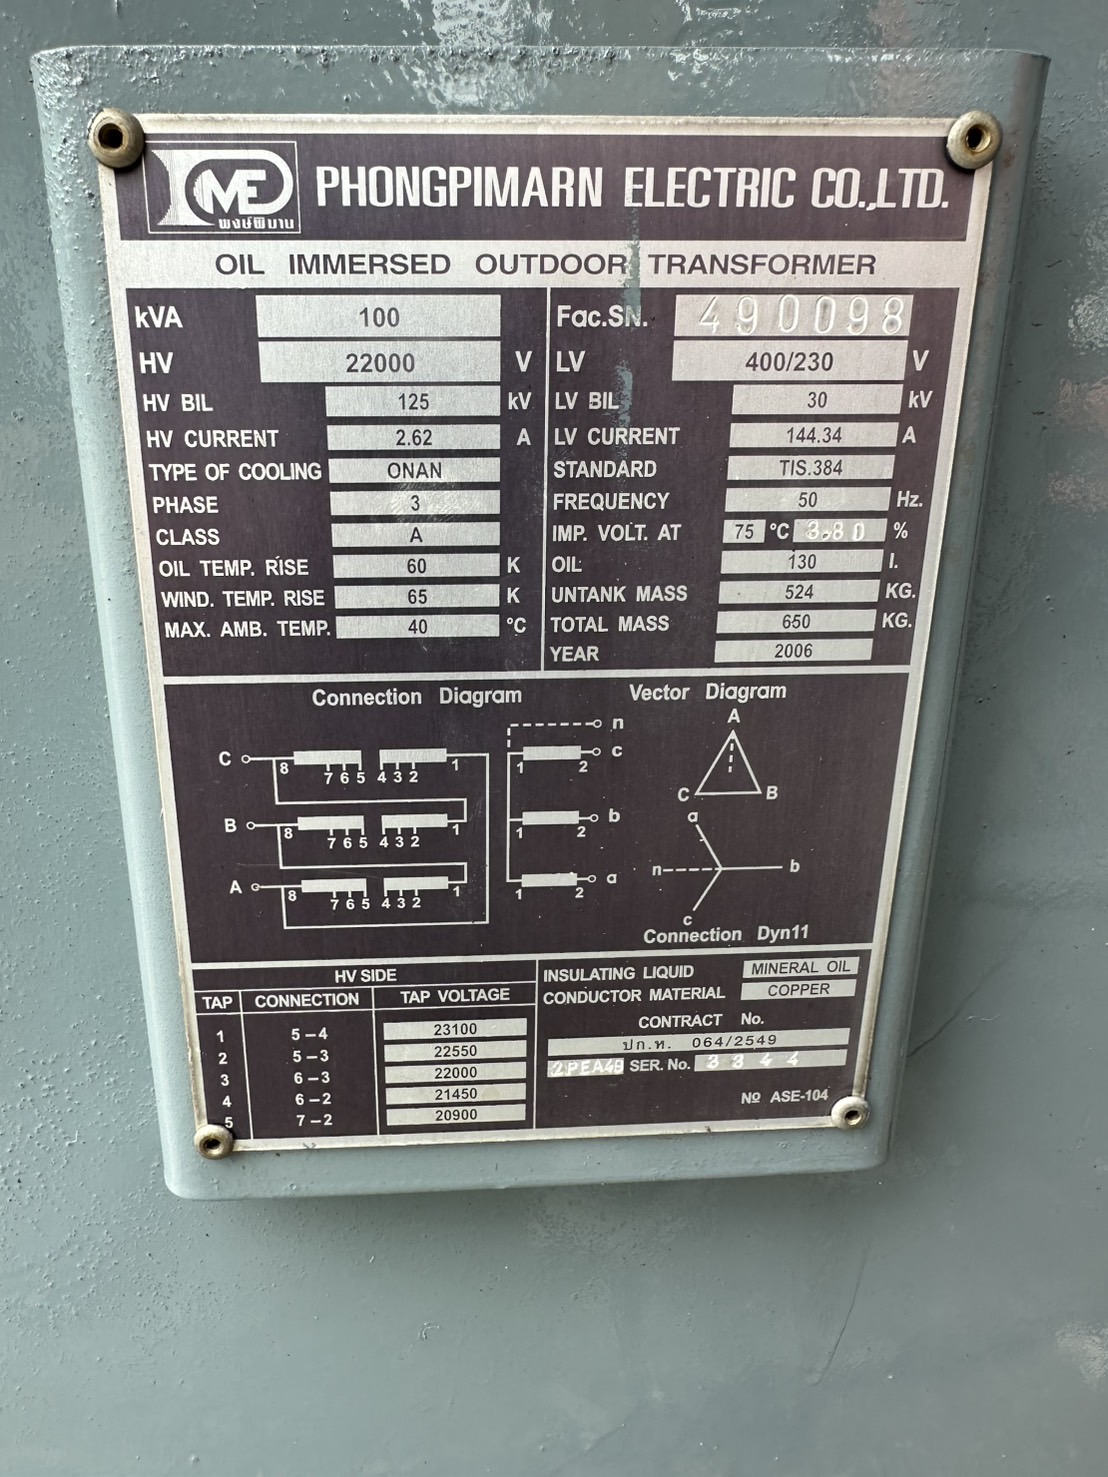 PME
พงษ์พิมาน
PHONGPIMARN ELECTRIC CO.,LTD.
OIL IMMERSED OUTDOOR TRANSFORMER
kVA 100
HV 22000 V
HV BIL 125 kV
HV CURRENT 2.62 A
TYPE OF COOLING ONAN
PHASE 3
CLASS A
OIL TEMP. RISE 60 K
WIND. TEMP. RISE 65 K
MAX. AMB. TEMP. 40 °C
Fac.SN. 490098
LV 400/230 V
LV BIL 30 kV
LV CURRENT 144.34 A
STANDARD TIS.384
FREQUENCY 50 Hz.
IMP. VOLT. AT 75 °C 3.80 %
OIL 130 l.
UNTANK MASS 524 KG.
TOTAL MASS 650 KG.
YEAR 2006
Connection Diagram
C 8 7 6 5 4 3 2 1
B 8 7 6 5 4 3 2 1
A 8 7 6 5 4 3 2 1
n
1 2 c
1 2 b
1 2 a
Vector Diagram
A
C B
a
n b
c
Connection Dyn11
HV SIDE
TAP CONNECTION TAP VOLTAGE
1 5-4 23100
2 5-3 22550
3 6-3 22000
4 6-2 21450
5 7-2 20900
INSULATING LIQUID MINERAL OIL
CONDUCTOR MATERIAL COPPER
CONTRACT No.
ปก.ห. 064/2549
2PEA49 SER. No. 3344
No ASE-104